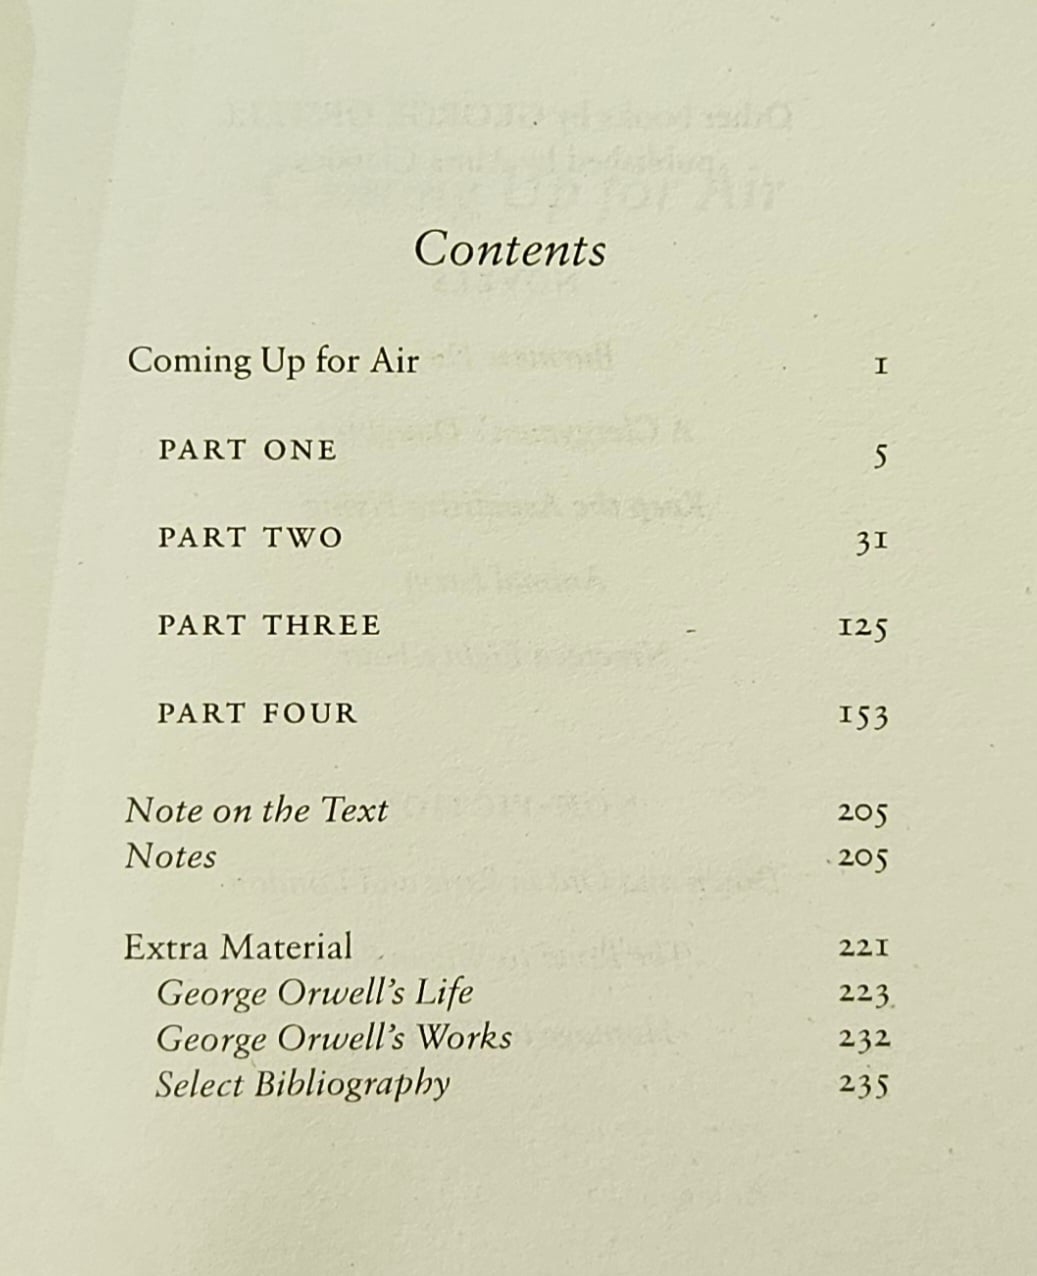 Contents
Coming Up for Air 1
PART ONE 5
PART TWO 31
PART THREE 125
PART FOUR 153
Note on the Text 205
Notes 205
Extra Material 221
George Orwell's Life 223
George Orwell's Works 232
Select Bibliography 235